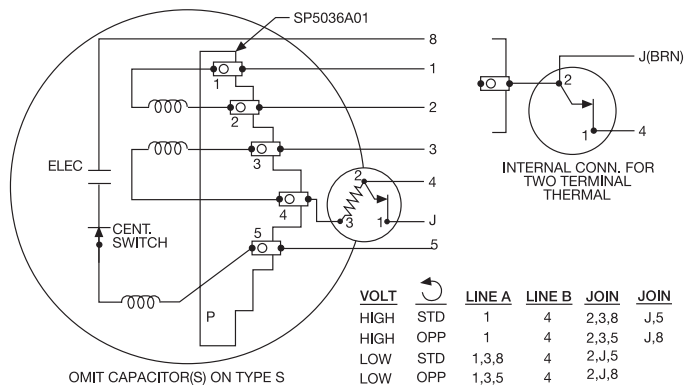 SP5036A01
8
J(BRN)
1
1
2
2
2
1
4
3
3
INTERNAL CONN. FOR
TWO TERMINAL
THERMAL
ELEC
2
4
4
3
1
J
CENT.
SWITCH
5
5
P
VOLT LINE A LINE B JOIN JOIN
HIGH STD 1 4 2,3,8 J,5
HIGH OPP 1 4 2,3,5 J,8
LOW STD 1,3,8 4 2,J,5
LOW OPP 1,3,5 4 2,J,8
OMIT CAPACITOR(S) ON TYPE S